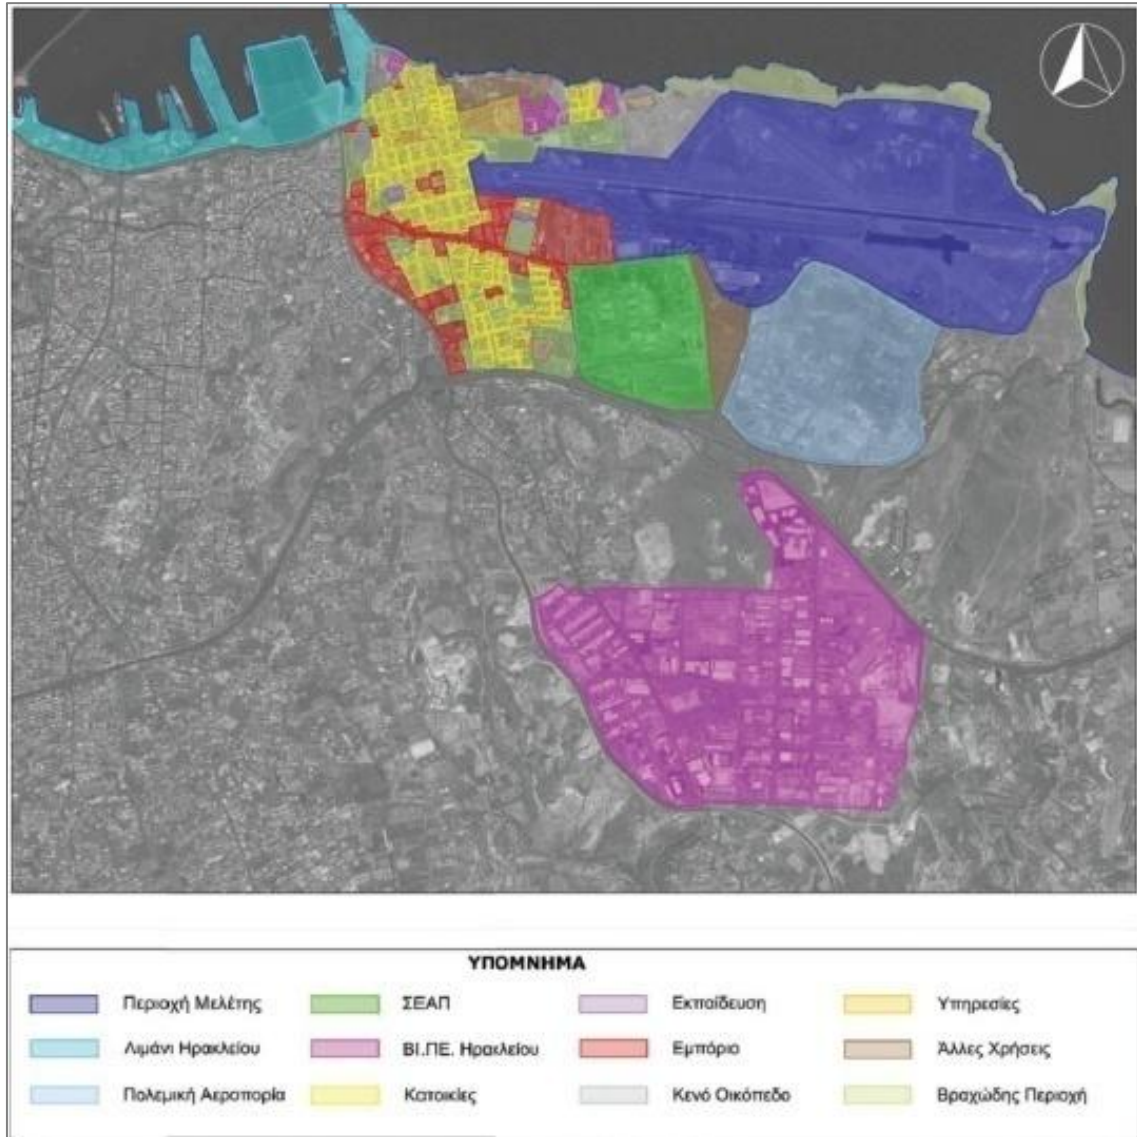 ΥΠΟΜΝΗΜΑ
Περιοχή Μελέτης ΣΕΑΠ Εκπαίδευση Υπηρεσίες
Λιμάνι Ηρακλείου ΒΙ.ΠΕ. Ηρακλείου Εμπόριο Άλλες Χρήσεις
Πολεμική Αεροπορία Κατοικίες Κενό Οικόπεδο Βραχώδης Περιοχή